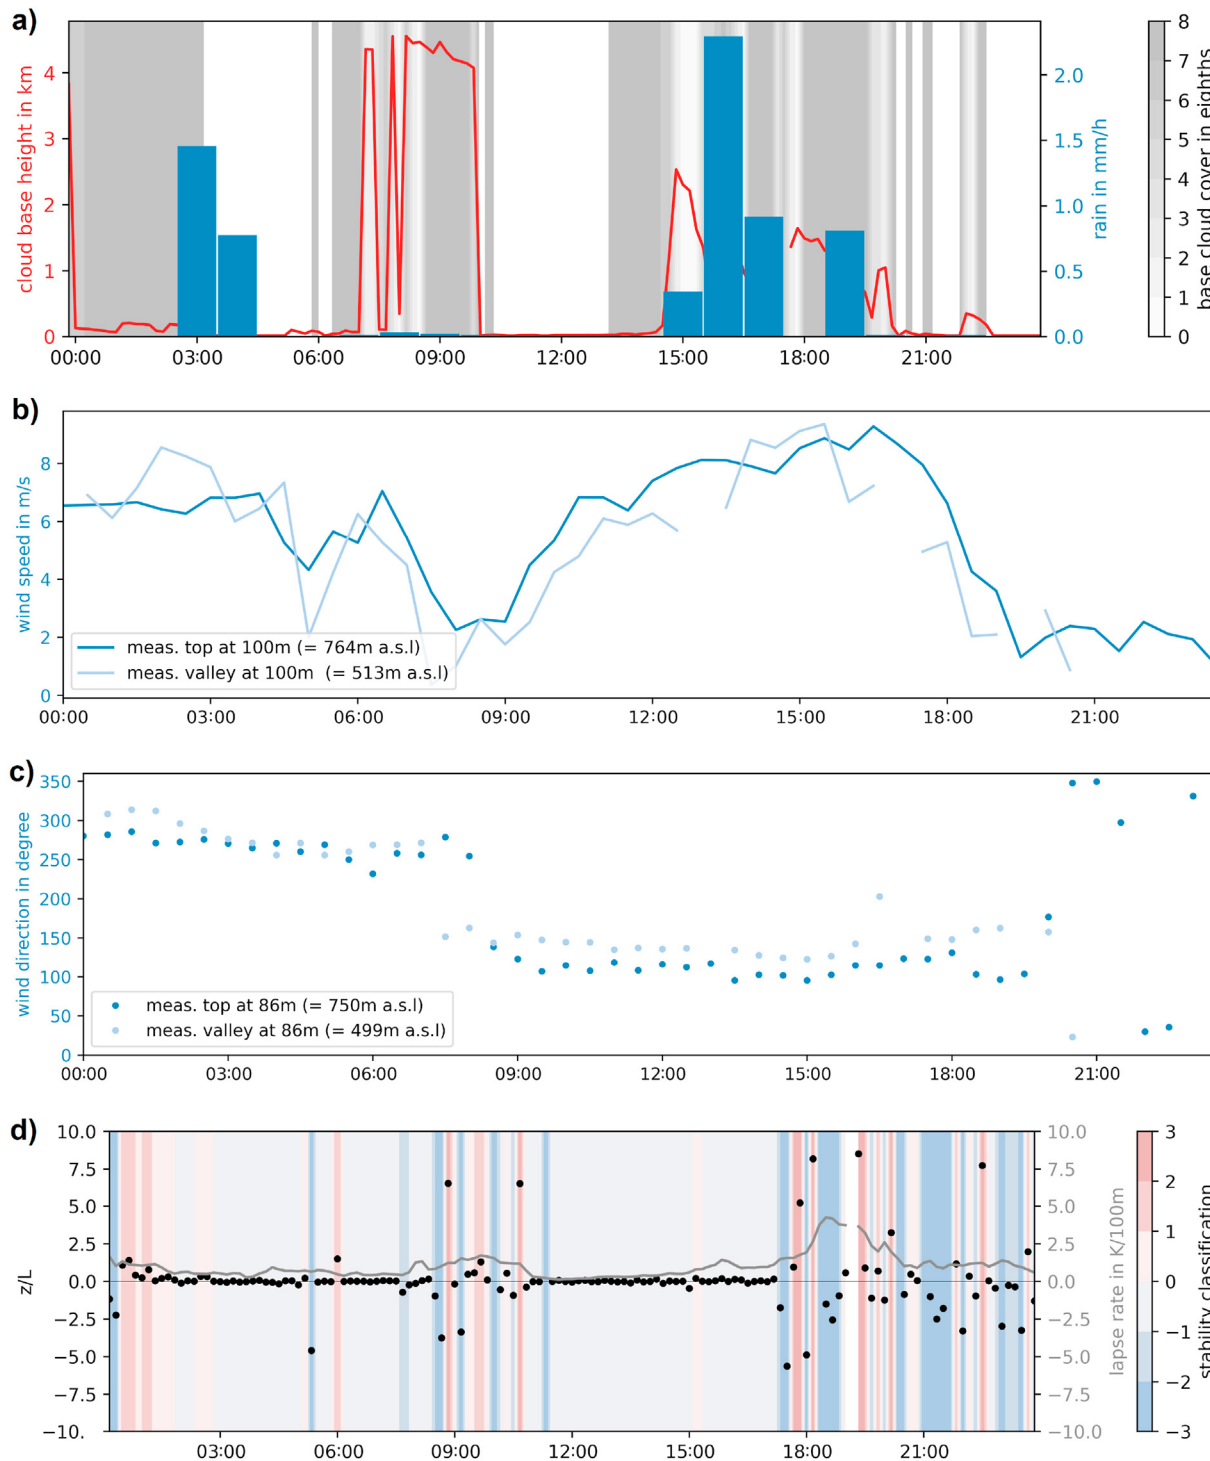 a)
cloud base height in km
4
3
2
1
0
00:00 03:00 06:00 09:00 12:00 15:00 18:00 21:00
2.0
1.5
1.0
0.5
0.0
rain in mm/h
8
7
6
5
4
3
2
1
0
base cloud cover in eighths
b)
wind speed in m/s
8
6
4
2
0
meas. top at 100m (= 764m a.s.l)
meas. valley at 100m (= 513m a.s.l)
00:00 03:00 06:00 09:00 12:00 15:00 18:00 21:00
c)
wind direction in degree
350
300
250
200
150
100
50
0
meas. top at 86m (= 750m a.s.l)
meas. valley at 86m (= 499m a.s.l)
00:00 03:00 06:00 09:00 12:00 15:00 18:00 21:00
d)
z/L
10.0
7.5
5.0
2.5
0.0
−2.5
−5.0
−7.5
−10.
03:00 06:00 09:00 12:00 15:00 18:00 21:00
10.0
7.5
5.0
2.5
0.0
−2.5
−5.0
−7.5
−10.0
lapse rate in K/100m
3
2
1
0
−1
−2
−3
stability classification